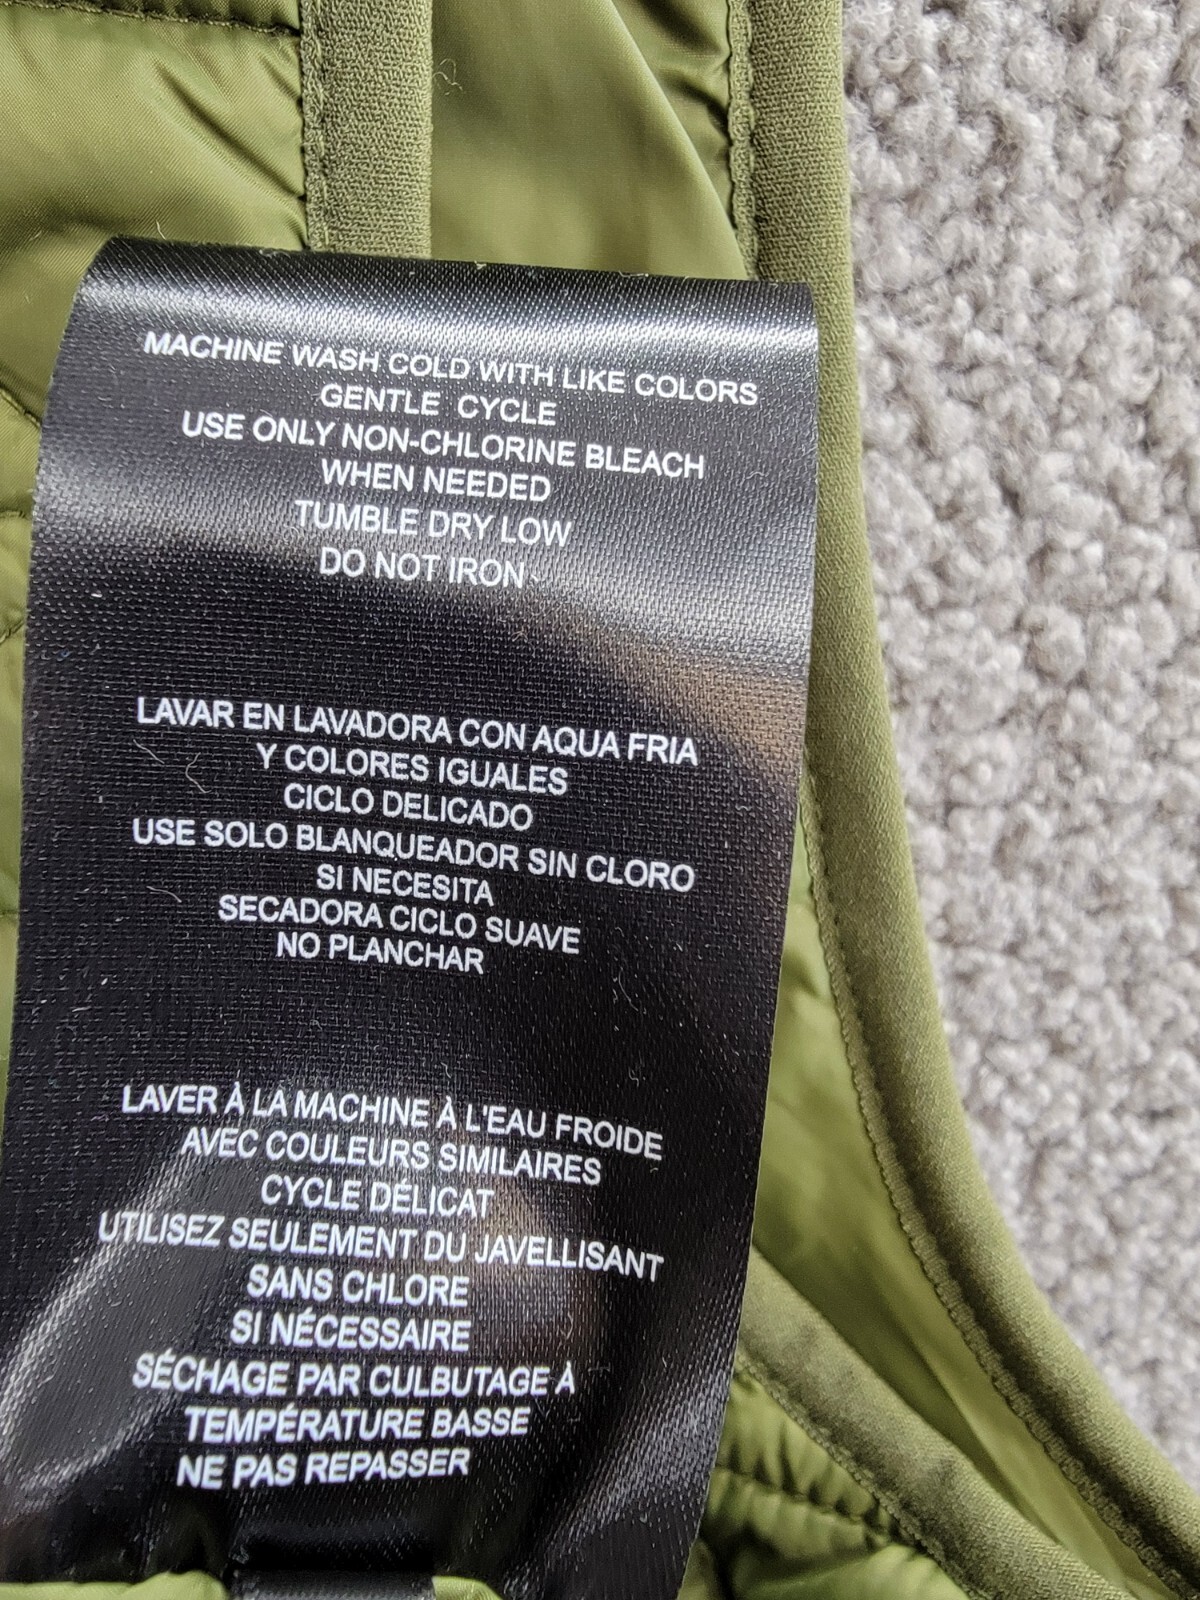 MACHINE WASH COLD WITH LIKE COLORS
GENTLE CYCLE
USE ONLY NON-CHLORINE BLEACH
WHEN NEEDED
TUMBLE DRY LOW
DO NOT IRON
LAVAR EN LAVADORA CON AQUA FRIA
Y COLORES IGUALES
CICLO DELICADO
USE SOLO BLANQUEADOR SIN CLORO
SI NECESITA
SECADORA CICLO SUAVE
NO PLANCHAR
LAVER À LA MACHINE À L'EAU FROIDE
AVEC COULEURS SIMILAIRES
CYCLE DÉLICAT
UTILISEZ SEULEMENT DU JAVELLISANT
SANS CHLORE
SI NÉCESSAIRE
SÉCHAGE PAR CULBUTAGE À
TEMPÉRATURE BASSE
NE PAS REPASSER